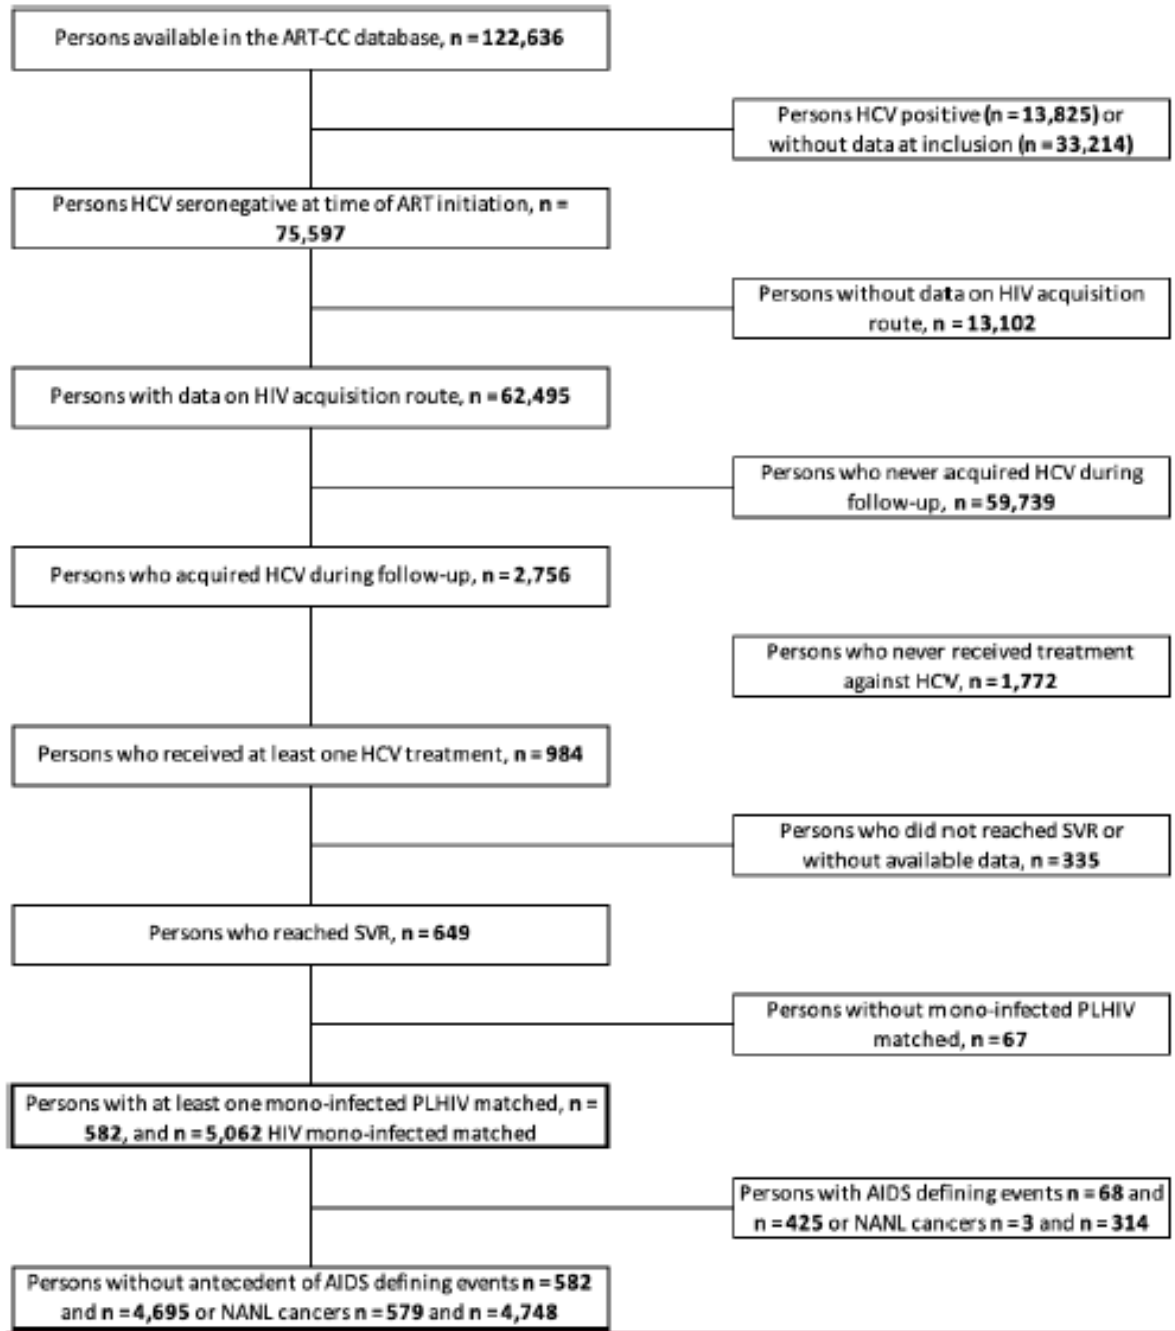 Persons available in the ART-CC database, n = 122,636
Persons HCV positive (n = 13,825) or
without data at inclusion (n = 33,214)
Persons HCV seronegative at time of ART initiation, n =
75,597
Persons without data on HIV acquisition
route, n = 13,102
Persons with data on HIV acquisition route, n = 62,495
Persons who never acquired HCV during
follow-up, n = 59,739
Persons who acquired HCV during follow-up, n = 2,756
Persons who never received treatment
against HCV, n = 1,772
Persons who received at least one HCV treatment, n = 984
Persons who did not reached SVR or
without available data, n = 335
Persons who reached SVR, n = 649
Persons without mono-infected PLHIV
matched, n = 67
Persons with at least one mono-infected PLHIV matched, n =
582, and n = 5,062 HIV mono-infected matched
Persons with AIDS defining events n = 68 and
n = 425 or NANL cancers n = 3 and n = 314
Persons without antecedent of AIDS defining events n = 582
and n = 4,695 or NANL cancers n = 579 and n = 4,748